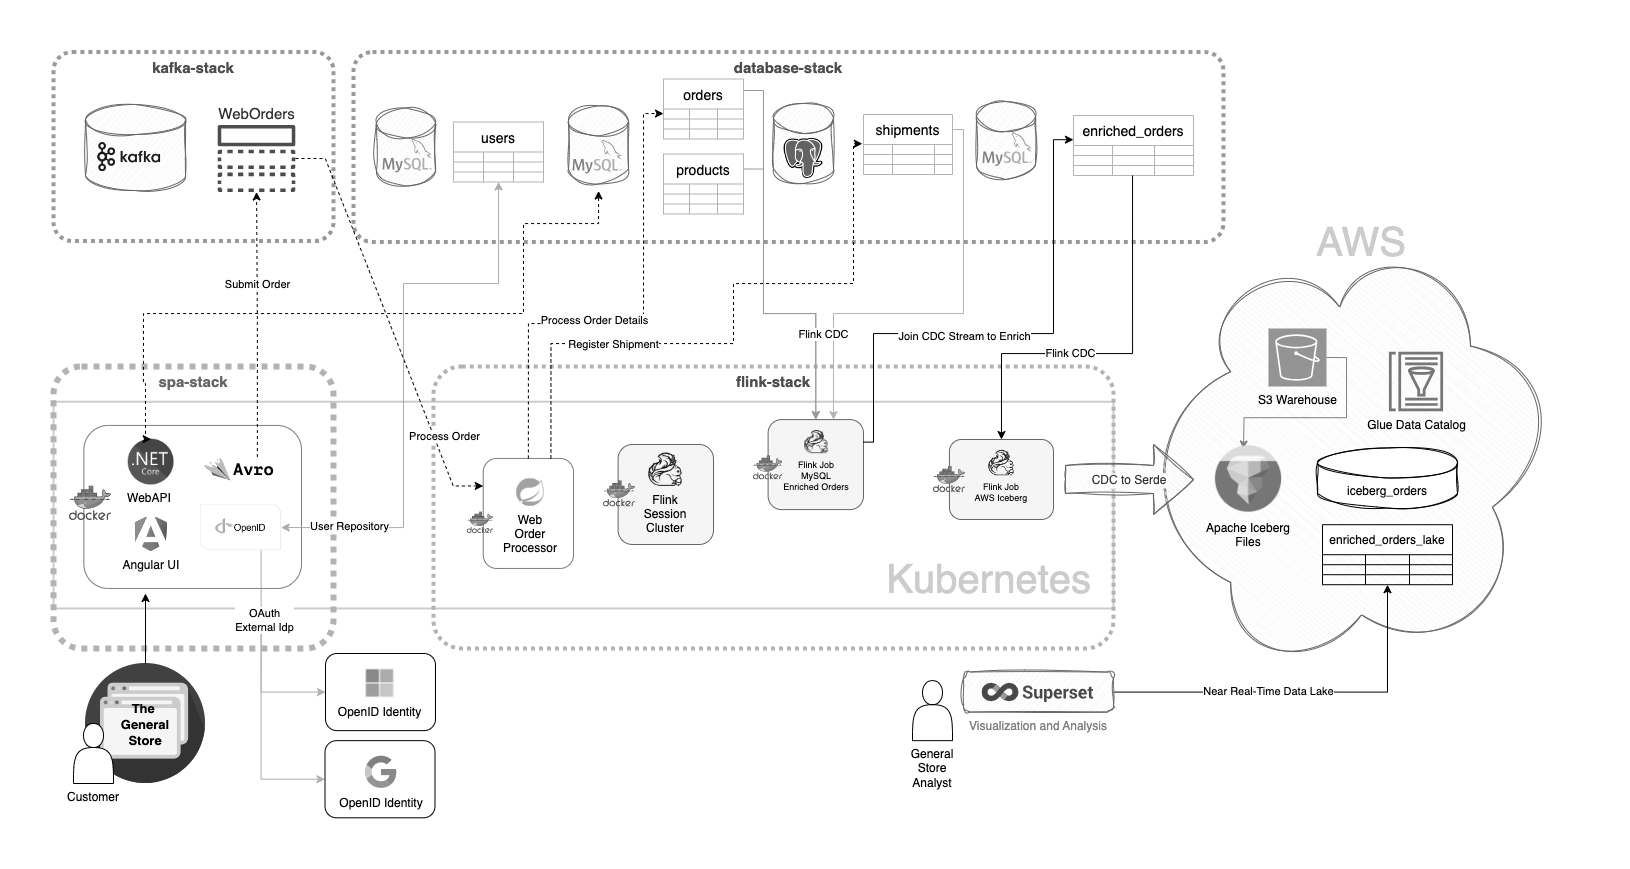 kafka-stack
database-stack
kafka
WebOrders
MySQL
users
MySQL
orders
products
shipments
MySQL
enriched_orders
Submit Order
Process Order Details
Register Shipment
Flink CDC
Join CDC Stream to Enrich
Flink CDC
AWS
spa-stack
flink-stack
Process Order
.NET
Core
WebAPI
Avro
docker
OpenID
User Repository
Angular UI
docker
Web
Order
Processor
docker
Flink
Session
Cluster
docker
Flink Job
MySQL
Enriched Orders
docker
Flink Job
AWS Iceberg
CDC to Serde
Kubernetes
S3 Warehouse
Glue Data Catalog
Apache Iceberg
Files
iceberg_orders
enriched_orders_lake
OAuth
External Idp
The
General
Store
Customer
OpenID Identity
G
OpenID Identity
General
Store
Analyst
Superset
Visualization and Analysis
Near Real-Time Data Lake